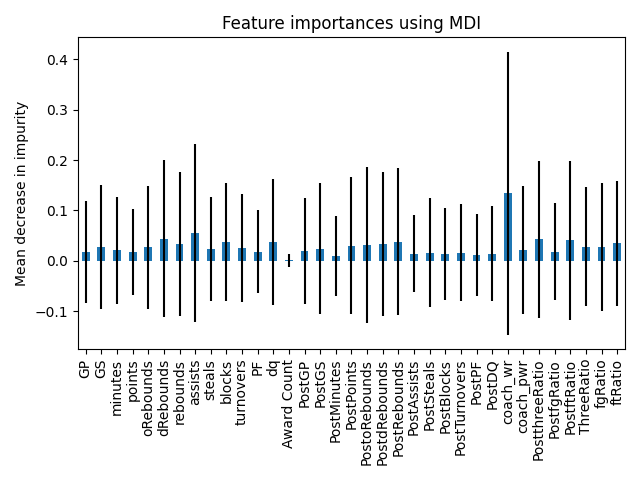 Feature importances using MDI
Mean decrease in impurity
0.4
0.3
0.2
0.1
0.0
−0.1
GP
GS
minutes
points
oRebounds
dRebounds
rebounds
assists
steals
blocks
turnovers
PF
dq
Award Count
PostGP
PostGS
PostMinutes
PostPoints
PostoRebounds
PostdRebounds
PostRebounds
PostAssists
PostSteals
PostBlocks
PostTurnovers
PostPF
PostDQ
coach_wr
coach_pwr
PostthreeRatio
PostfgRatio
PostftRatio
ThreeRatio
fgRatio
ftRatio